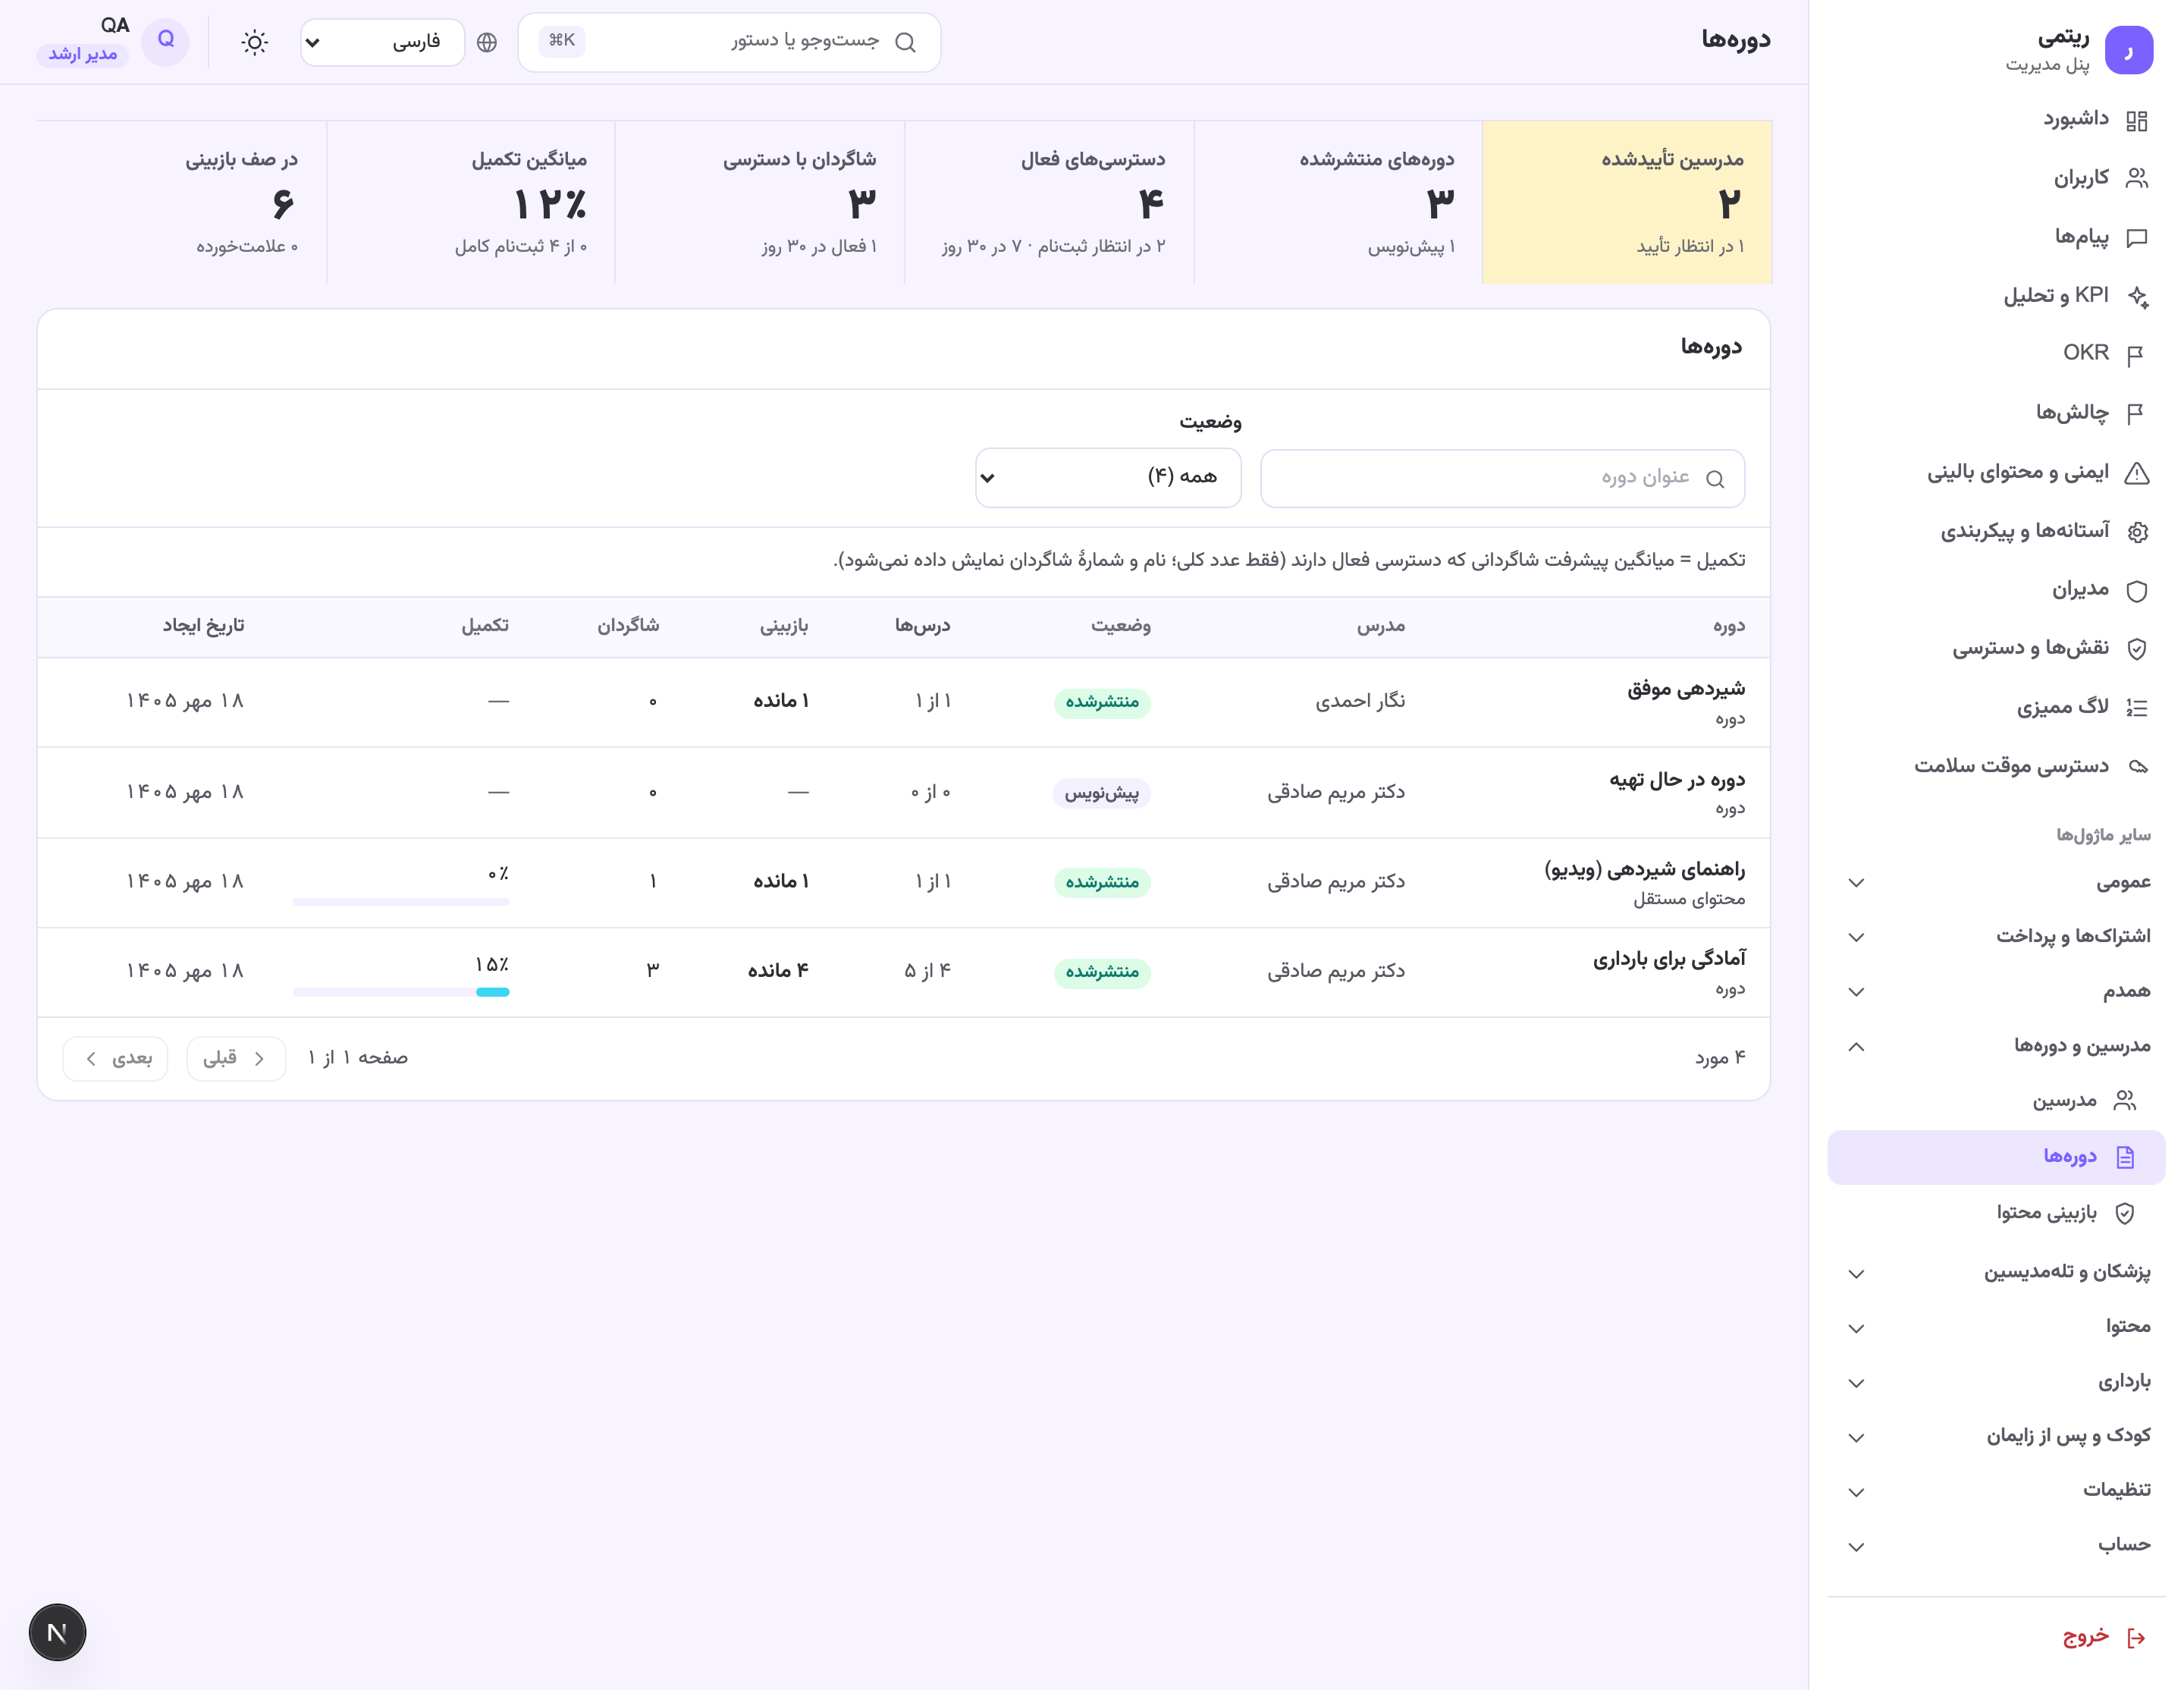 ر
ریتمی
پنل مدیریت
داشبورد
کاربران
پیام‌ها
KPI و تحلیل
OKR
چالش‌ها
ایمنی و محتوای بالینی
آستانه‌ها و پیکربندی
مدیران
نقش‌ها و دسترسی
لاگ ممیزی
دسترسی موقت سلامت
سایر ماژول‌ها
عمومی
اشتراک‌ها و پرداخت
همدم
مدرسین و دوره‌ها
مدرسین
دوره‌ها
بازبینی محتوا
پزشکان و تله‌مدیسین
محتوا
بارداری
کودک و پس از زایمان
تنظیمات
حساب
خروج
دوره‌ها
جست‌وجو یا دستور ⌘K
فارسی
Q
QA
مدیر ارشد
مدرسین تأییدشده
۲
۱ در انتظار تأیید
دوره‌های منتشرشده
۳
۱ پیش‌نویس
دسترسی‌های فعال
۴
۲ در انتظار ثبت‌نام · ۷ در ۳۰ روز
شاگردان با دسترسی
۳
۱ فعال در ۳۰ روز
میانگین تکمیل
۱۲٪
۰ از ۴ ثبت‌نام کامل
در صف بازبینی
۶
۰ علامت‌خورده
دوره‌ها
وضعیت
عنوان دوره
همه (۴)
تکمیل = میانگین پیشرفت شاگردانی که دسترسی فعال دارند (فقط عدد کلی؛ نام و شمارهٔ شاگردان نمایش داده نمی‌شود).
دوره مدرس وضعیت درس‌ها بازبینی شاگردان تکمیل تاریخ ایجاد
شیردهی موفق نگار احمدی منتشرشده ۱ از ۱ ۱ مانده ۰ — ۱۸ مهر ۱۴۰۵
دوره
دوره در حال تهیه دکتر مریم صادقی پیش‌نویس ۰ از ۰ — ۰ — ۱۸ مهر ۱۴۰۵
دوره
راهنمای شیردهی (ویدیو) دکتر مریم صادقی منتشرشده ۱ از ۱ ۱ مانده ۱ ۰٪ ۱۸ مهر ۱۴۰۵
محتوای مستقل
آمادگی برای بارداری دکتر مریم صادقی منتشرشده ۴ از ۵ ۴ مانده ۳ ۱۵٪ ۱۸ مهر ۱۴۰۵
دوره
۴ مورد صفحه ۱ از ۱ قبلی بعدی
N